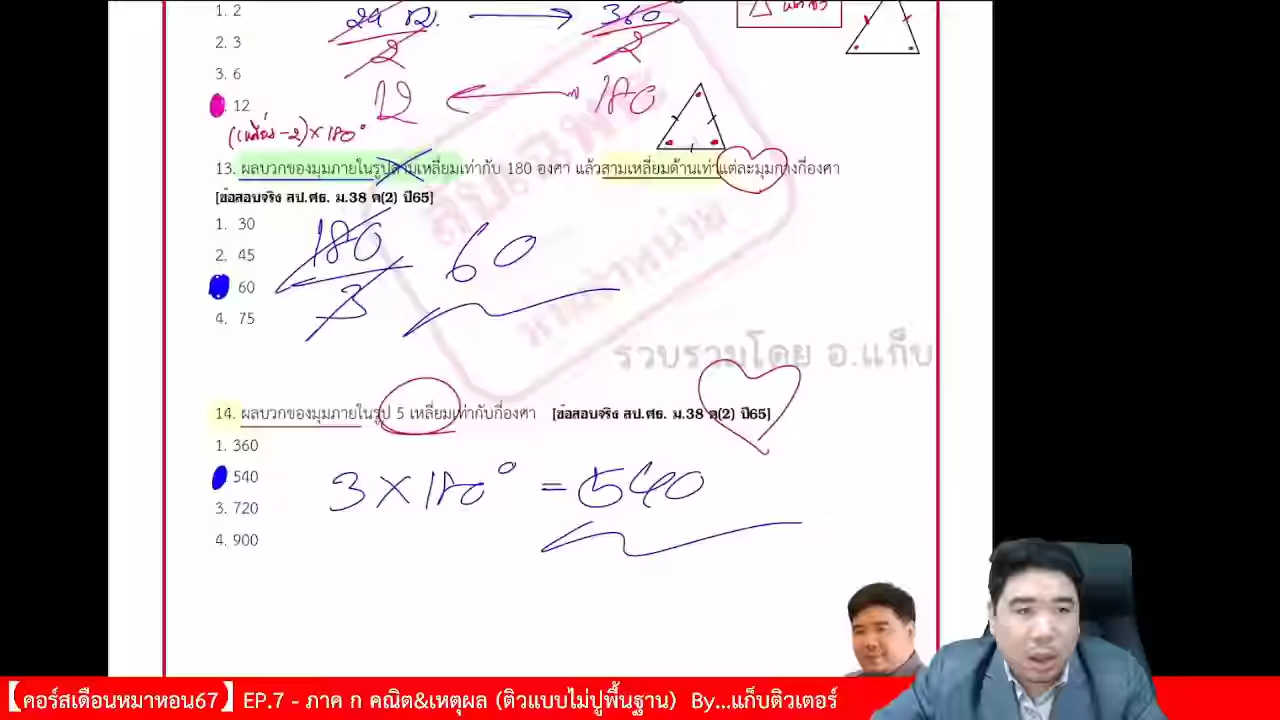 1. 2
24 ซม. → 360
2 2
แต่ละ
2. 3
3. 6
12 ← 180
12
(เหลี่ยม-2)×180°
13. ผลบวกของมุมภายในรูปสามเหลี่ยมเท่ากับ 180 องศา แล้วสามเหลี่ยมด้านเท่าแต่ละมุมกางกี่องศา
[ข้อสอบจริง สป.ศธ. ม.38 ค(2) ปี65]
1. 30
180
3
60
2. 45
60
4. 75
รวบรวมโดย อ.แก็บ
14. ผลบวกของมุมภายในรูป 5 เหลี่ยมเท่ากับกี่องศา [ข้อสอบจริง สป.ศธ. ม.38 ค(2) ปี65]
1. 360
540
3 × 180° = 540
3. 720
4. 900
【คอร์สเดือนหมาหอน67】 EP.7 - ภาค ก คณิต&เหตุผล (ติวแบบไม่ปูพื้นฐาน) By...แก็บติวเตอร์